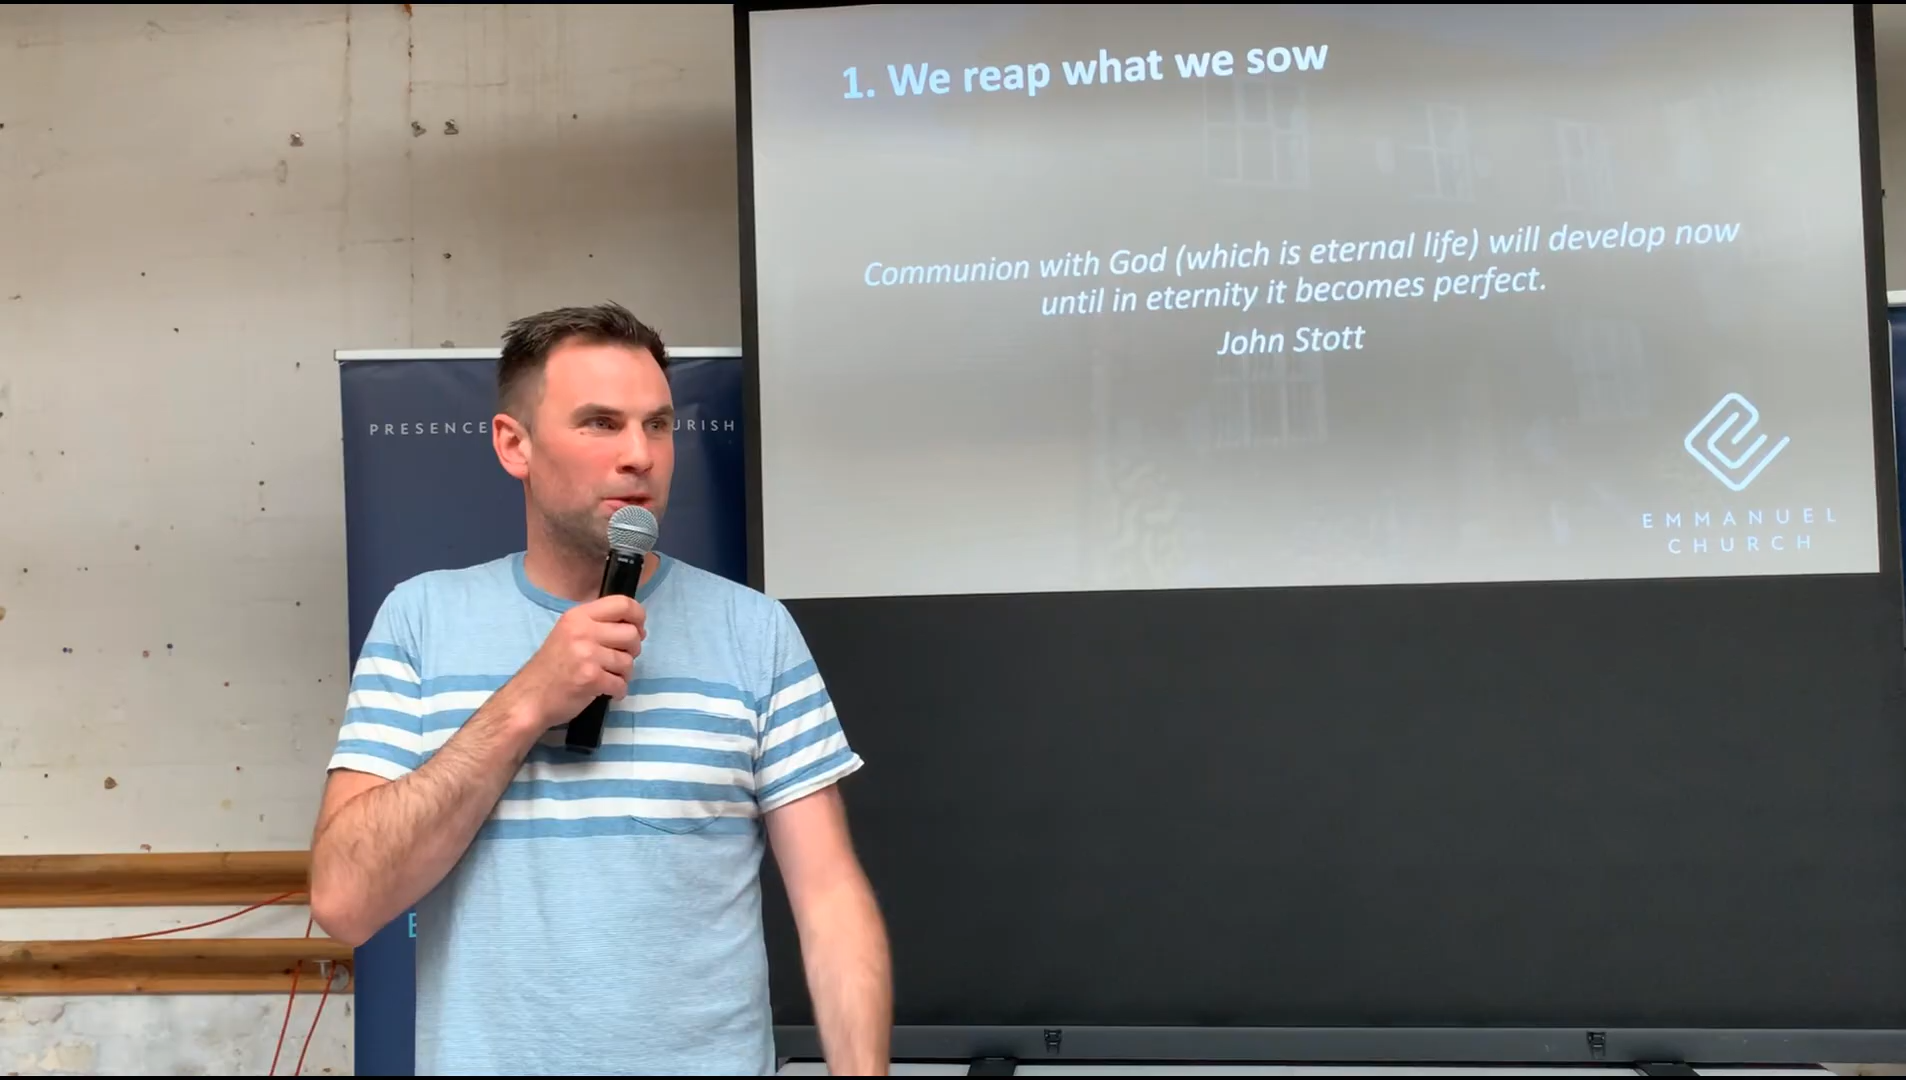 1. We reap what we sow
Communion with God (which is eternal life) will develop now
until in eternity it becomes perfect.
John Stott
EMMANUEL
CHURCH
PRESENCE URISH
E